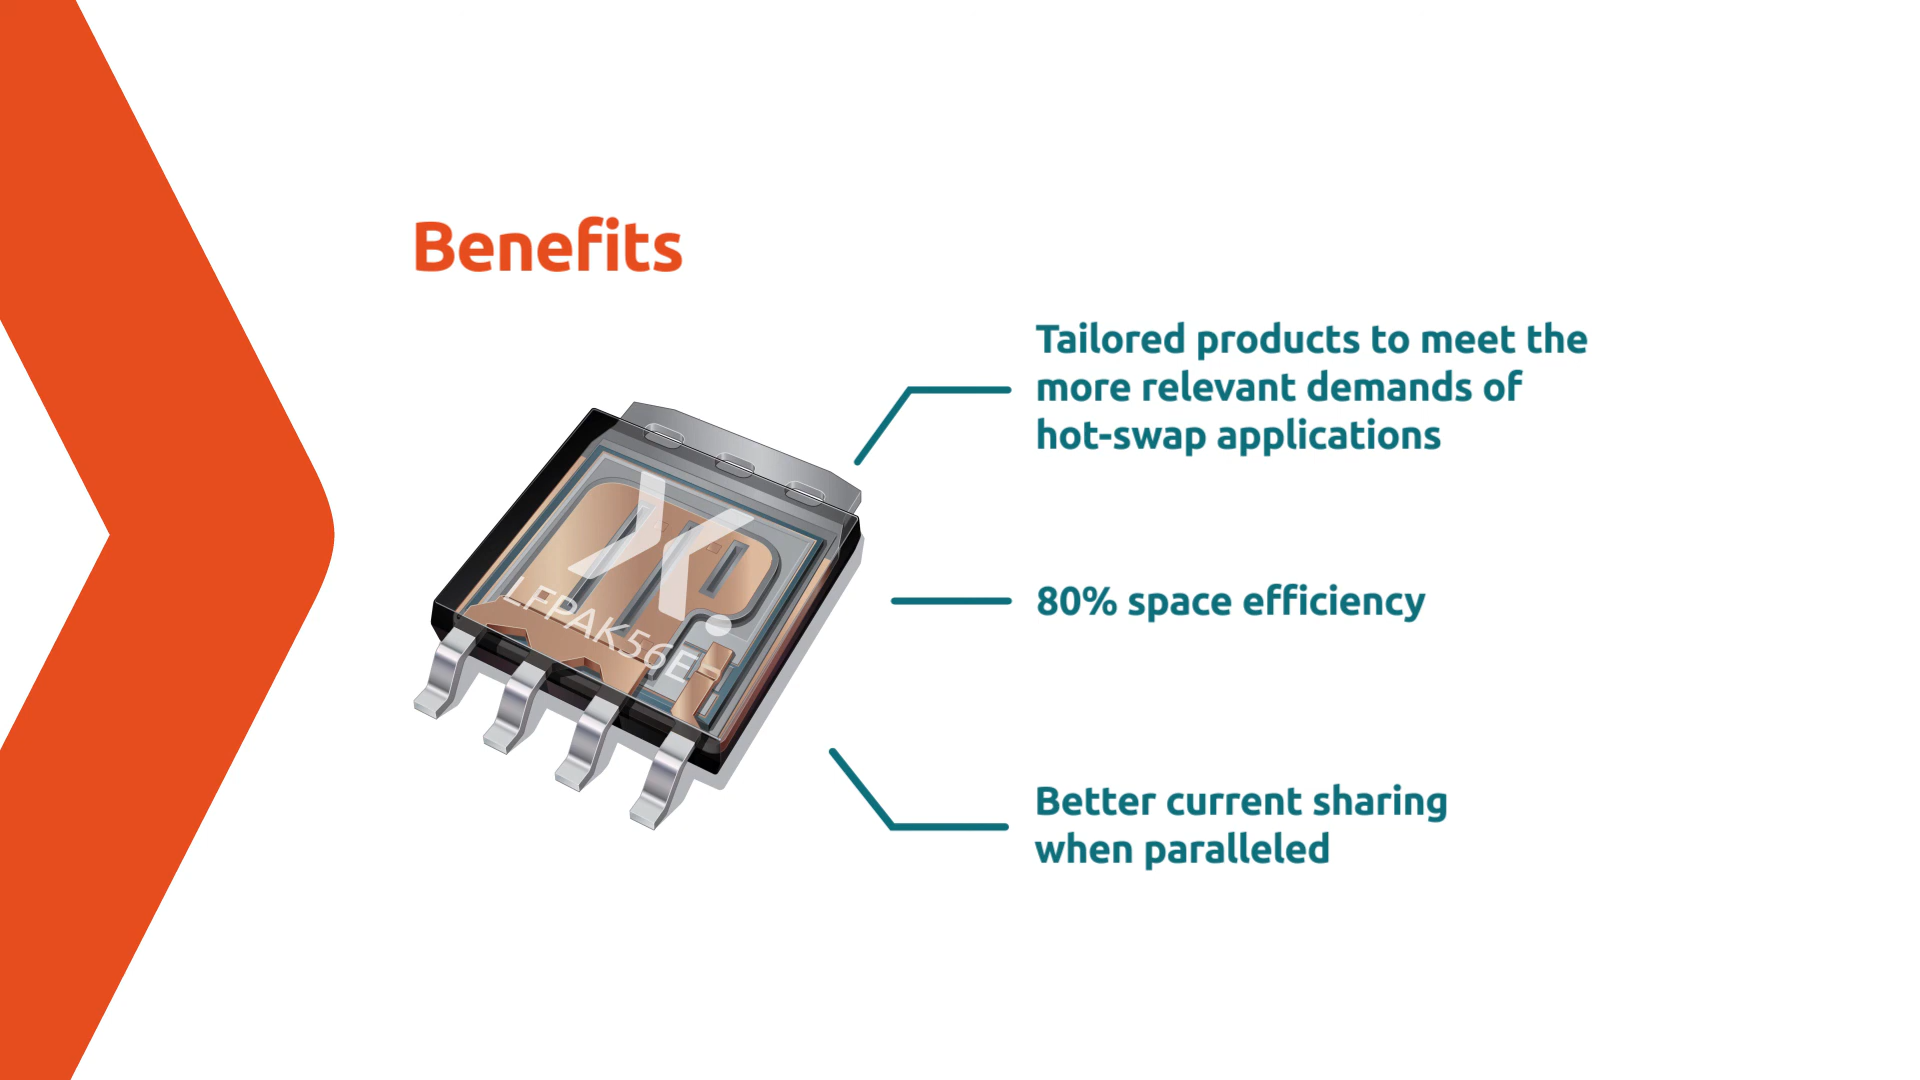 Benefits
Tailored products to meet the
more relevant demands of
hot-swap applications
LFPAK56E
80% space efficiency
Better current sharing
when paralleled